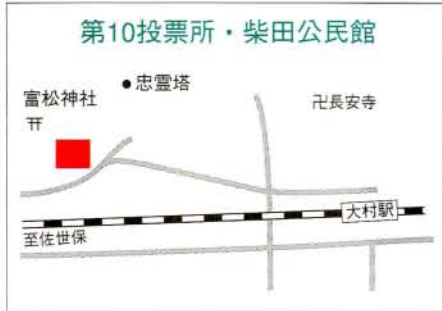 第10投票所・柴田公民館
●忠霊塔
富松神社
卍長安寺
大村駅
至佐世保